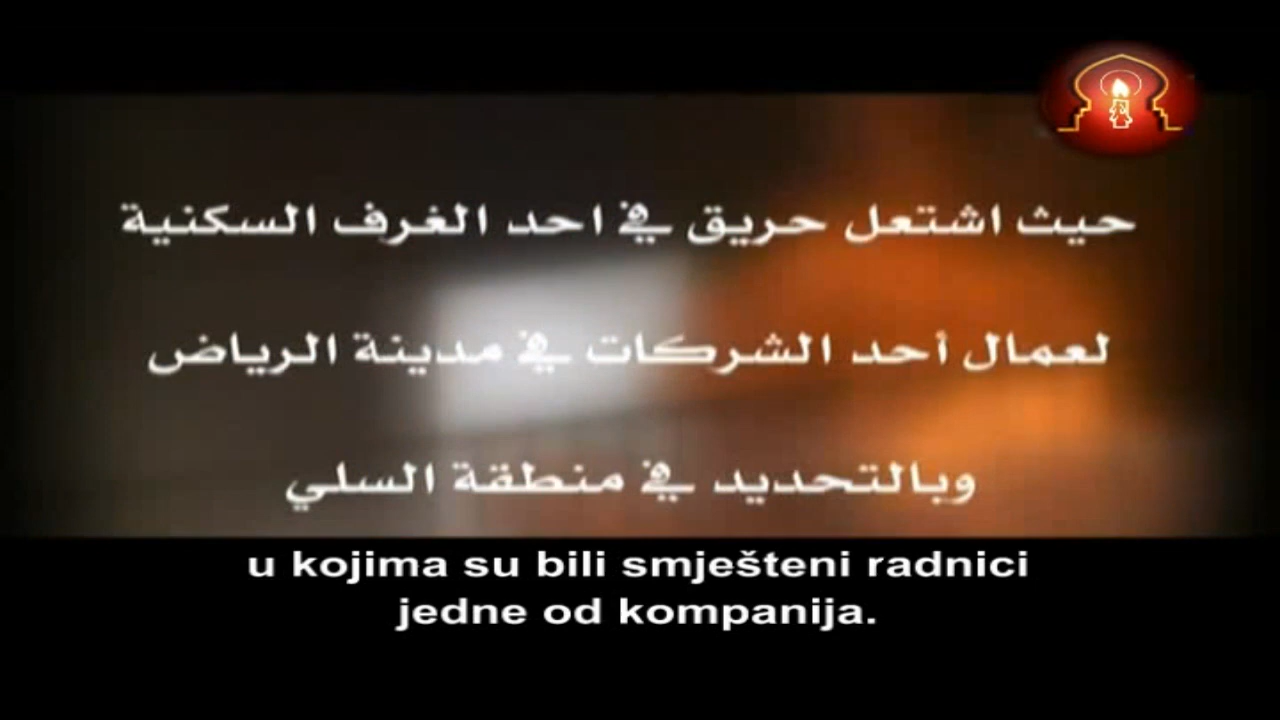 حيث اشتعل حريق في احد الغرف السكنية
لعمال أحد الشركات في مدينة الرياض
وبالتحديد في منطقة السلي
u kojima su bili smješteni radnici
jedne od kompanija.